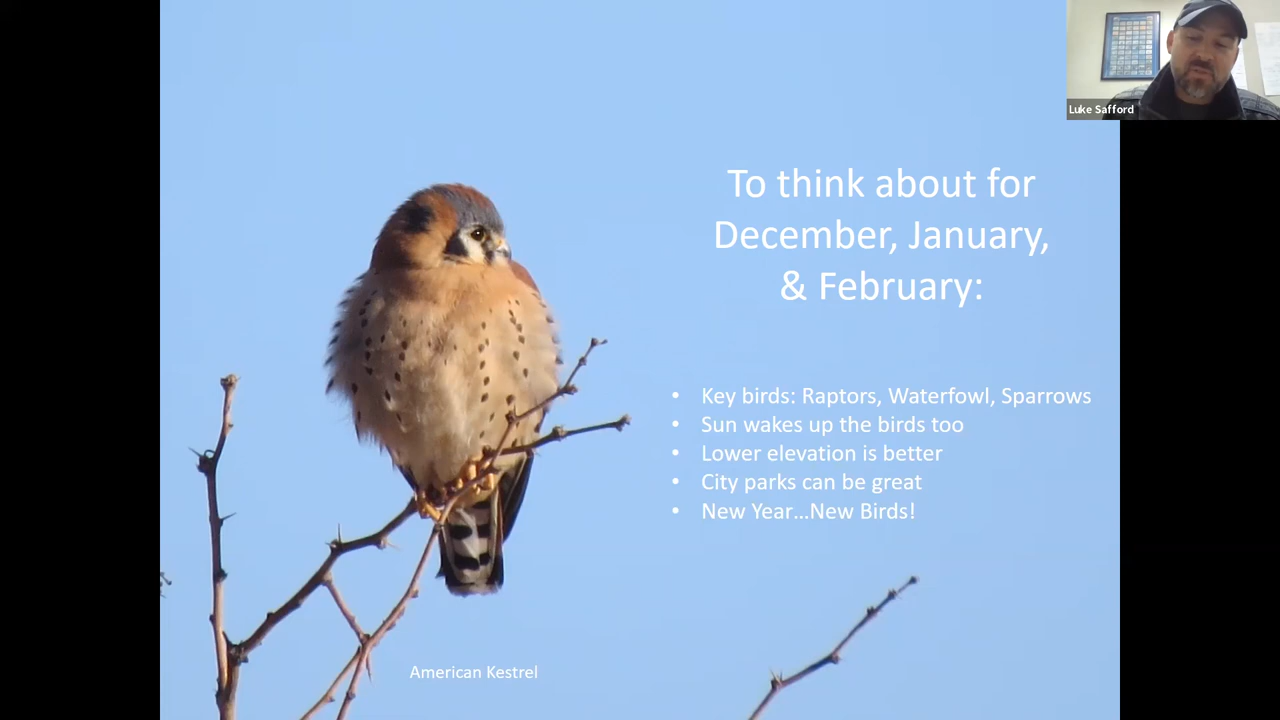 Luke Safford
To think about for
December, January,
& February:
• Key birds: Raptors, Waterfowl, Sparrows
• Sun wakes up the birds too
• Lower elevation is better
• City parks can be great
• New Year...New Birds!
American Kestrel